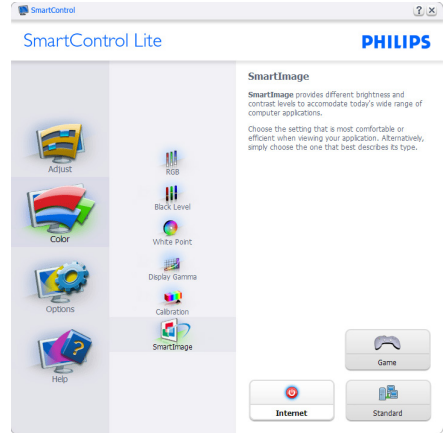 SmartControl
SmartControl Lite
PHILIPS
Adjust
Color
Options
Help
RGB
Black Level
White Point
Display Gamma
Calibration
SmartImage
SmartImage
SmartImage provides different brightness and
contrast levels to accomodate today's wide range of
computer applications.
Choose the setting that is most comfortable or
efficient when viewing your application. Alternatively,
simply choose the one that best describes its type.
Game
Internet
Standard